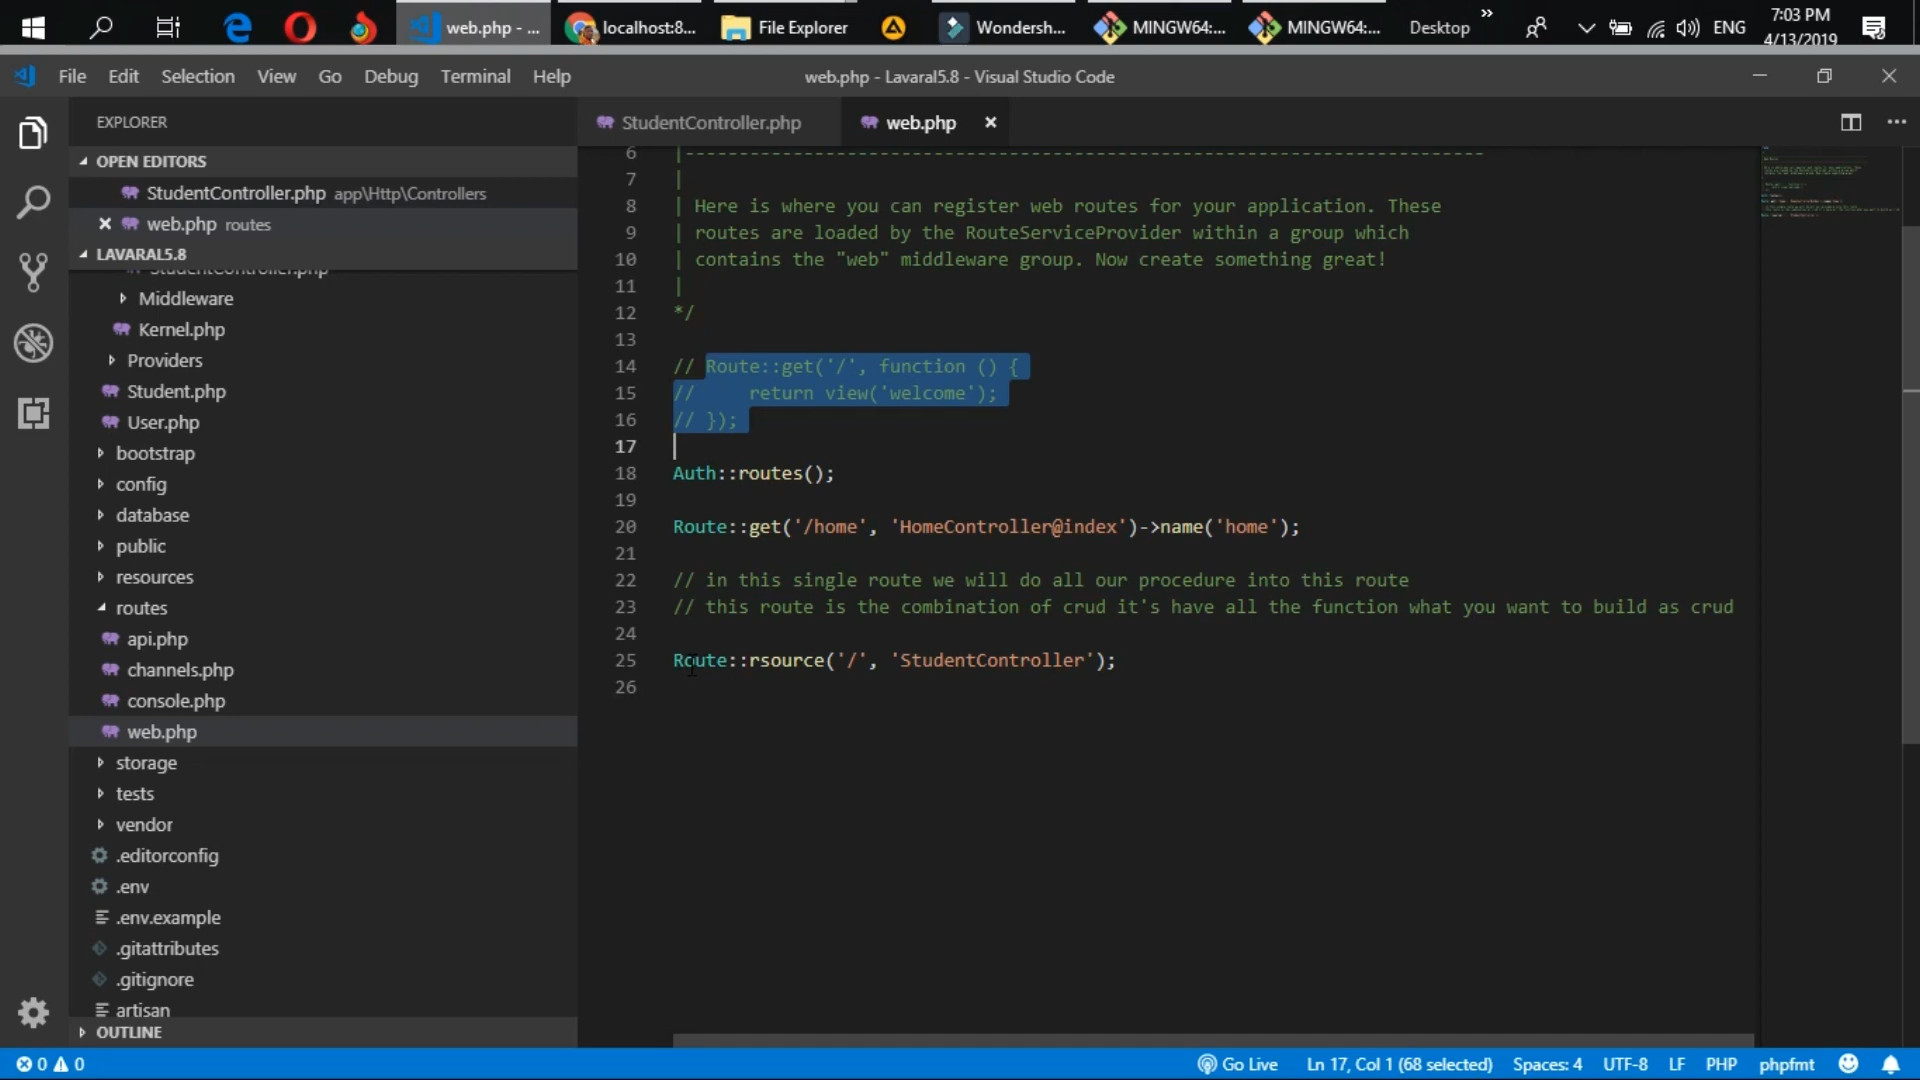 web.php - ...
localhost:8...
File Explorer
Wondersh...
MINGW64:...
MINGW64:...
Desktop
»
ENG
7:03 PM
4/13/2019
File Edit Selection View Go Debug Terminal Help
web.php - Lavaral5.8 - Visual Studio Code
EXPLORER
OPEN EDITORS
StudentController.php app\Http\Controllers
web.php routes
LAVARAL5.8
StudentController.php
Middleware
Kernel.php
Providers
Student.php
User.php
bootstrap
config
database
public
resources
routes
api.php
channels.php
console.php
web.php
storage
tests
vendor
.editorconfig
.env
.env.example
.gitattributes
.gitignore
artisan
OUTLINE
StudentController.php
web.php
6 |--------------------------------------------------------------------------
7 |
8 | Here is where you can register web routes for your application. These
9 | routes are loaded by the RouteServiceProvider within a group which
10 | contains the "web" middleware group. Now create something great!
11 |
12 */
13
14 // Route::get('/', function () {
15 //     return view('welcome');
16 // });
17
18 Auth::routes();
19
20 Route::get('/home', 'HomeController@index')->name('home');
21
22 // in this single route we will do all our procedure into this route
23 // this route is the combination of crud it's have all the function what you want to build as crud
24
25 Route::rsource('/', 'StudentController');
26
0 0
Go Live
Ln 17, Col 1 (68 selected)
Spaces: 4
UTF-8
LF
PHP
phpfmt